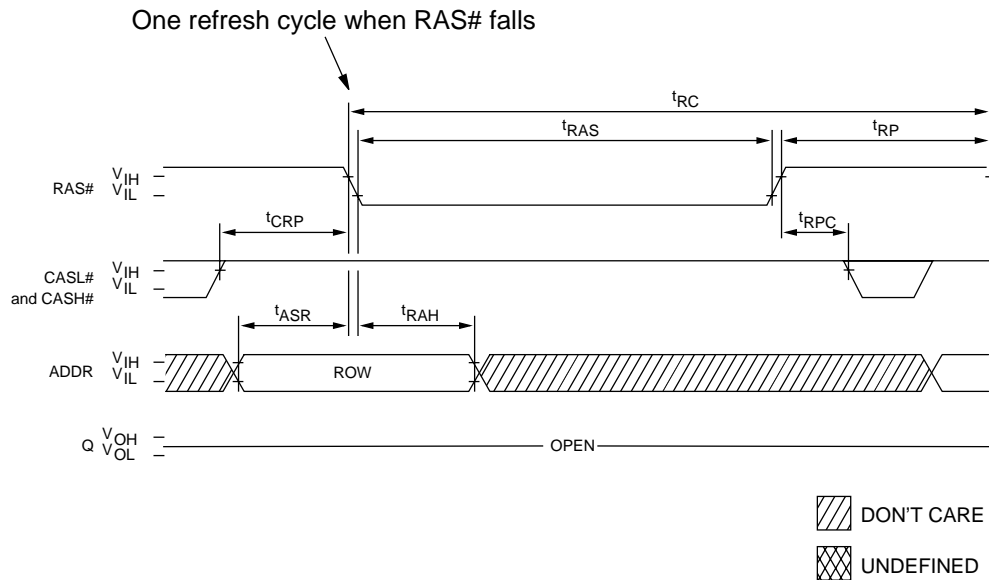 One refresh cycle when RAS# falls
tRC
tRAS
tRP
RAS#
VIH
VIL
tCRP
tRPC
CASL#
and CASH#
VIH
VIL
tASR
tRAH
ADDR
VIH
VIL
ROW
Q
VOH
VOL
OPEN
DON'T CARE
UNDEFINED